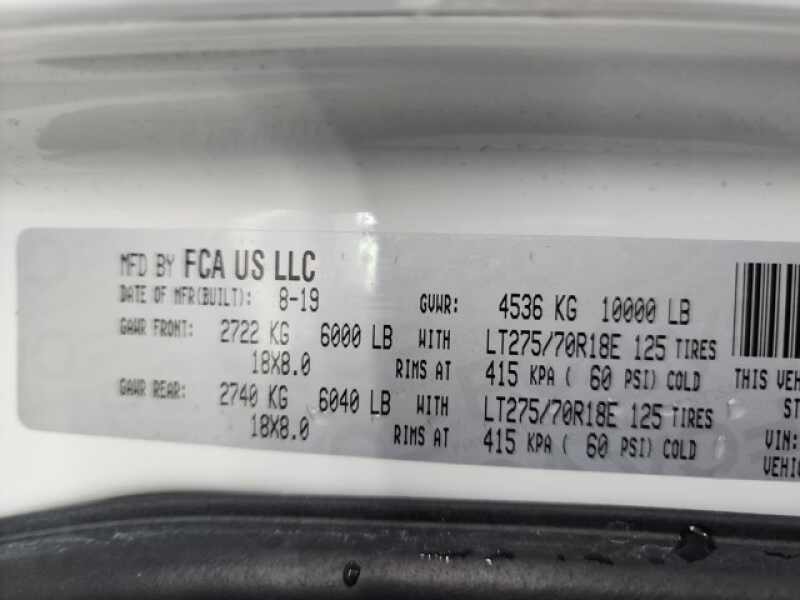 MFD BY FCA US LLC
DATE OF MFR(BUILT): 8-19 GVWR: 4536 KG 10000 LB
GAWR FRONT: 2722 KG 6000 LB WITH LT275/70R18E 125 TIRES
18X8.0 RIMS AT 415 KPA ( 60 PSI) COLD
GAWR REAR: 2740 KG 6040 LB WITH LT275/70R18E 125 TIRES
18X8.0 RIMS AT 415 KPA ( 60 PSI) COLD
THIS VEH
ST
VIN:
VEHIC